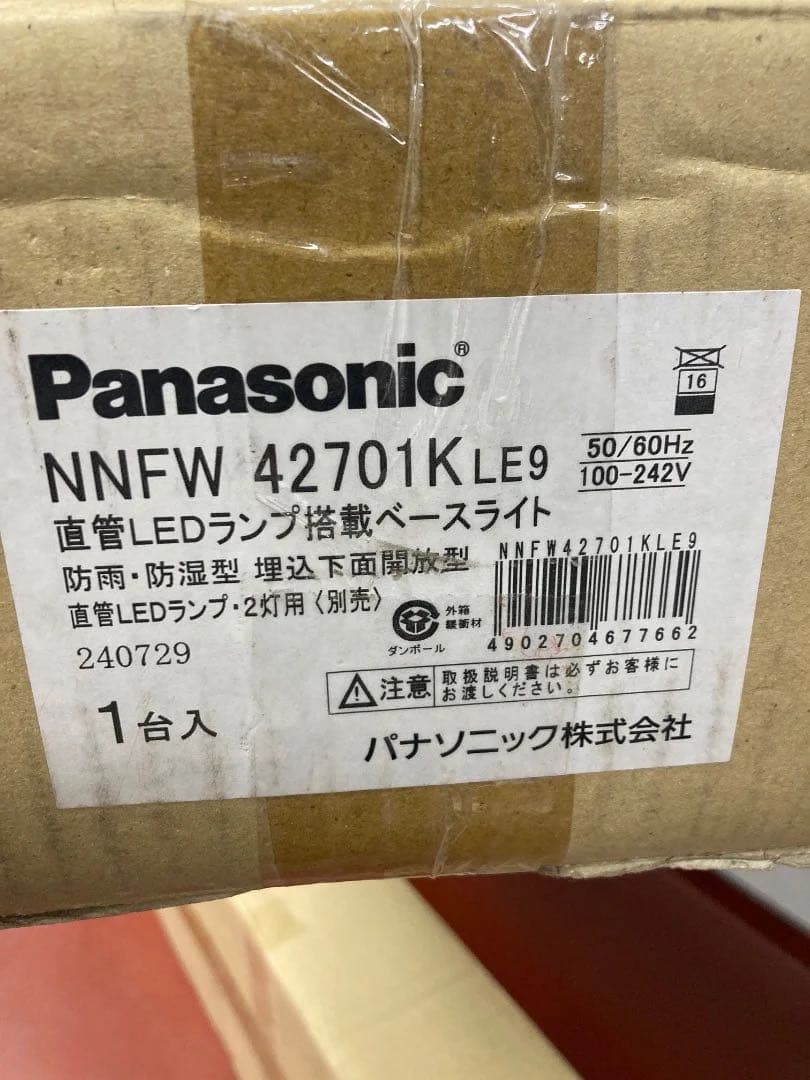 Panasonic®
16
NNFW 42701K LE9
50/60Hz
100-242V
直管LEDランプ搭載ベースライト
防雨・防湿型 埋込下面開放型
直管LEDランプ・2灯用〈別売〉
NNFW42701KLE9
4902704677662
外箱
緩衝材
ダンボール
240729
注意
取扱説明書は必ずお客様に
お渡しください。
1台入
パナソニック株式会社